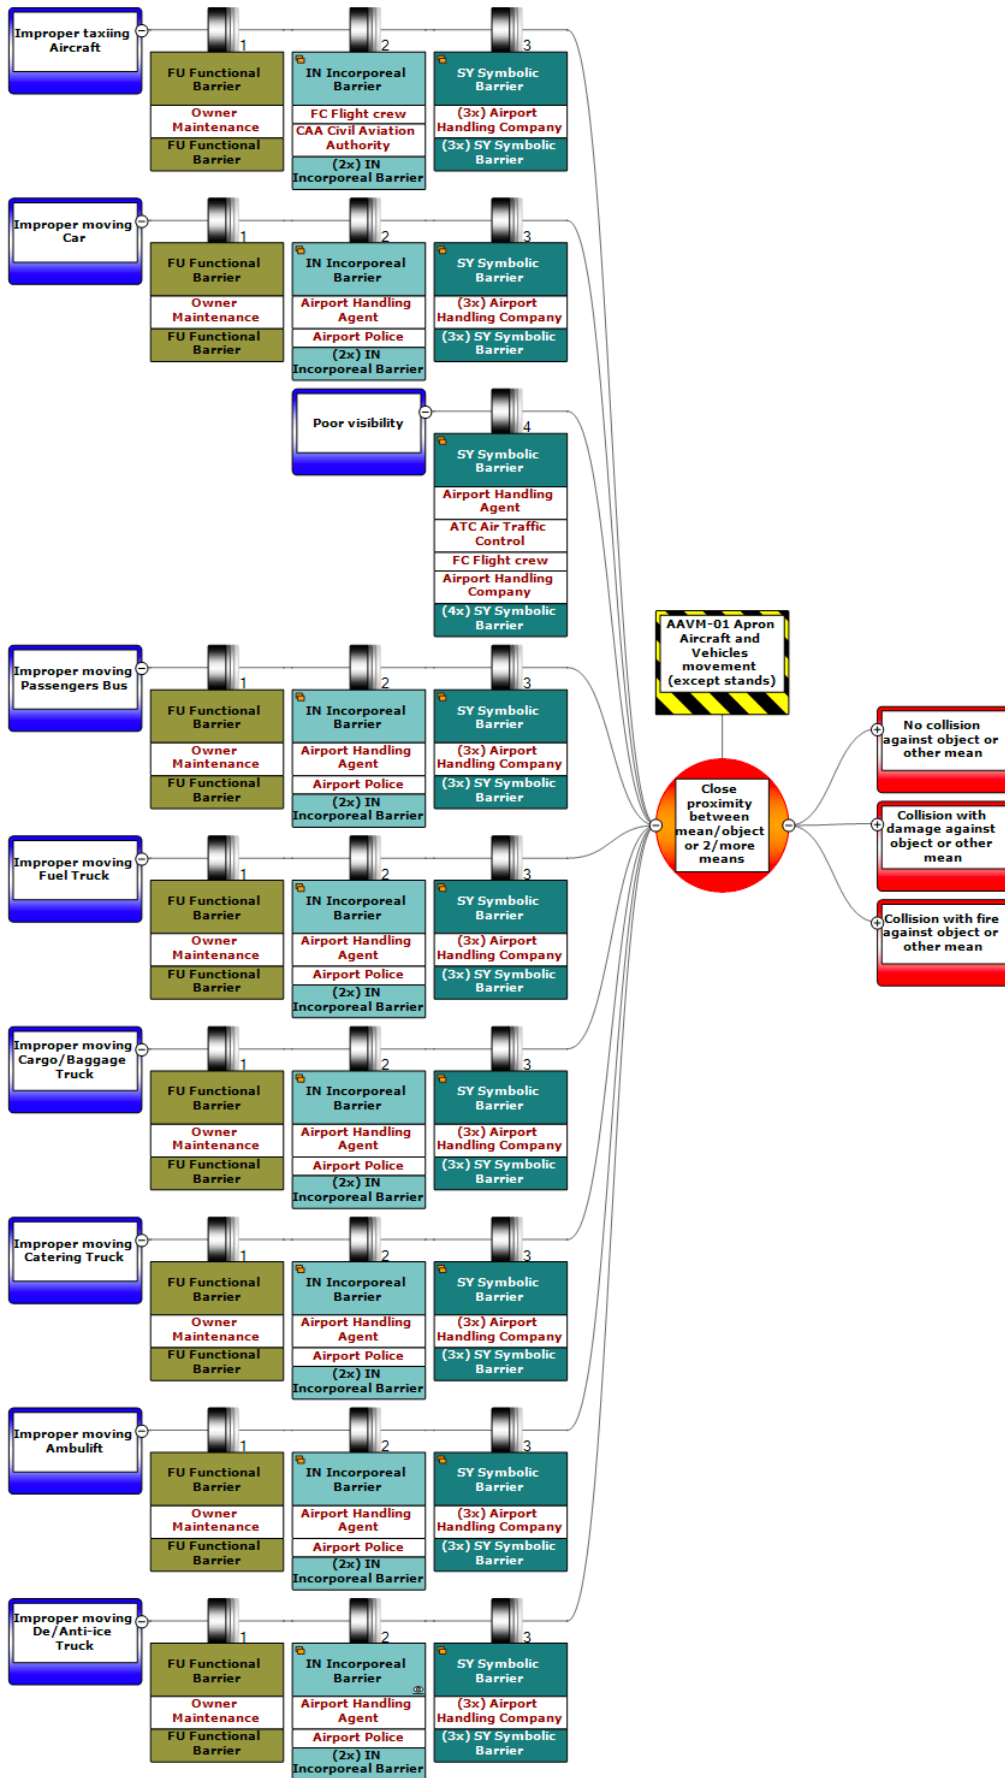 Improper taxiing
Aircraft
1
2
3
FU Functional
Barrier
Owner
Maintenance
FU Functional
Barrier
IN Incorporeal
Barrier
FC Flight crew
CAA Civil Aviation
Authority
(2x) IN
Incorporeal Barrier
SY Symbolic
Barrier
(3x) Airport
Handling Company
(3x) SY Symbolic
Barrier
Improper moving
Car
1
2
3
FU Functional
Barrier
Owner
Maintenance
FU Functional
Barrier
IN Incorporeal
Barrier
Airport Handling
Agent
Airport Police
(2x) IN
Incorporeal Barrier
SY Symbolic
Barrier
(3x) Airport
Handling Company
(3x) SY Symbolic
Barrier
Poor visibility
4
SY Symbolic
Barrier
Airport Handling
Agent
ATC Air Traffic
Control
FC Flight crew
Airport Handling
Company
(4x) SY Symbolic
Barrier
Improper moving
Passengers Bus
1
2
3
FU Functional
Barrier
Owner
Maintenance
FU Functional
Barrier
IN Incorporeal
Barrier
Airport Handling
Agent
Airport Police
(2x) IN
Incorporeal Barrier
SY Symbolic
Barrier
(3x) Airport
Handling Company
(3x) SY Symbolic
Barrier
Improper moving
Fuel Truck
1
2
3
FU Functional
Barrier
Owner
Maintenance
FU Functional
Barrier
IN Incorporeal
Barrier
Airport Handling
Agent
Airport Police
(2x) IN
Incorporeal Barrier
SY Symbolic
Barrier
(3x) Airport
Handling Company
(3x) SY Symbolic
Barrier
Improper moving
Cargo/Baggage
Truck
1
2
3
FU Functional
Barrier
Owner
Maintenance
FU Functional
Barrier
IN Incorporeal
Barrier
Airport Handling
Agent
Airport Police
(2x) IN
Incorporeal Barrier
SY Symbolic
Barrier
(3x) Airport
Handling Company
(3x) SY Symbolic
Barrier
Improper moving
Catering Truck
1
2
3
FU Functional
Barrier
Owner
Maintenance
FU Functional
Barrier
IN Incorporeal
Barrier
Airport Handling
Agent
Airport Police
(2x) IN
Incorporeal Barrier
SY Symbolic
Barrier
(3x) Airport
Handling Company
(3x) SY Symbolic
Barrier
Improper moving
Ambulift
1
2
3
FU Functional
Barrier
Owner
Maintenance
FU Functional
Barrier
IN Incorporeal
Barrier
Airport Handling
Agent
Airport Police
(2x) IN
Incorporeal Barrier
SY Symbolic
Barrier
(3x) Airport
Handling Company
(3x) SY Symbolic
Barrier
Improper moving
De/Anti-ice
Truck
1
2
3
FU Functional
Barrier
Owner
Maintenance
FU Functional
Barrier
IN Incorporeal
Barrier
Airport Handling
Agent
Airport Police
(2x) IN
Incorporeal Barrier
SY Symbolic
Barrier
(3x) Airport
Handling Company
(3x) SY Symbolic
Barrier
AAVM-01 Apron
Aircraft and
Vehicles
movement
(except stands)
Close
proximity
between
mean/object
or 2/more
means
No collision
against object or
other mean
Collision with
damage against
object or other
mean
Collision with fire
against object or
other mean